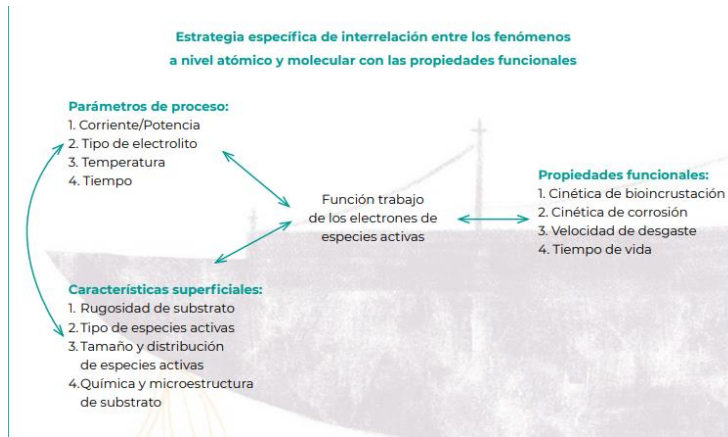 Estrategia específica de interrelación entre los fenómenos
a nivel atómico y molecular con las propiedades funcionales
Parámetros de proceso:
1. Corriente/Potencia
2. Tipo de electrolito
3. Temperatura
4. Tiempo
Función trabajo
de los electrones de
especies activas
Propiedades funcionales:
1. Cinética de bioincrustación
2. Cinética de corrosión
3. Velocidad de desgaste
4. Tiempo de vida
Características superficiales:
1. Rugosidad de substrato
2. Tipo de especies activas
3. Tamaño y distribución
de especies activas
4. Química y microestructura
de substrato